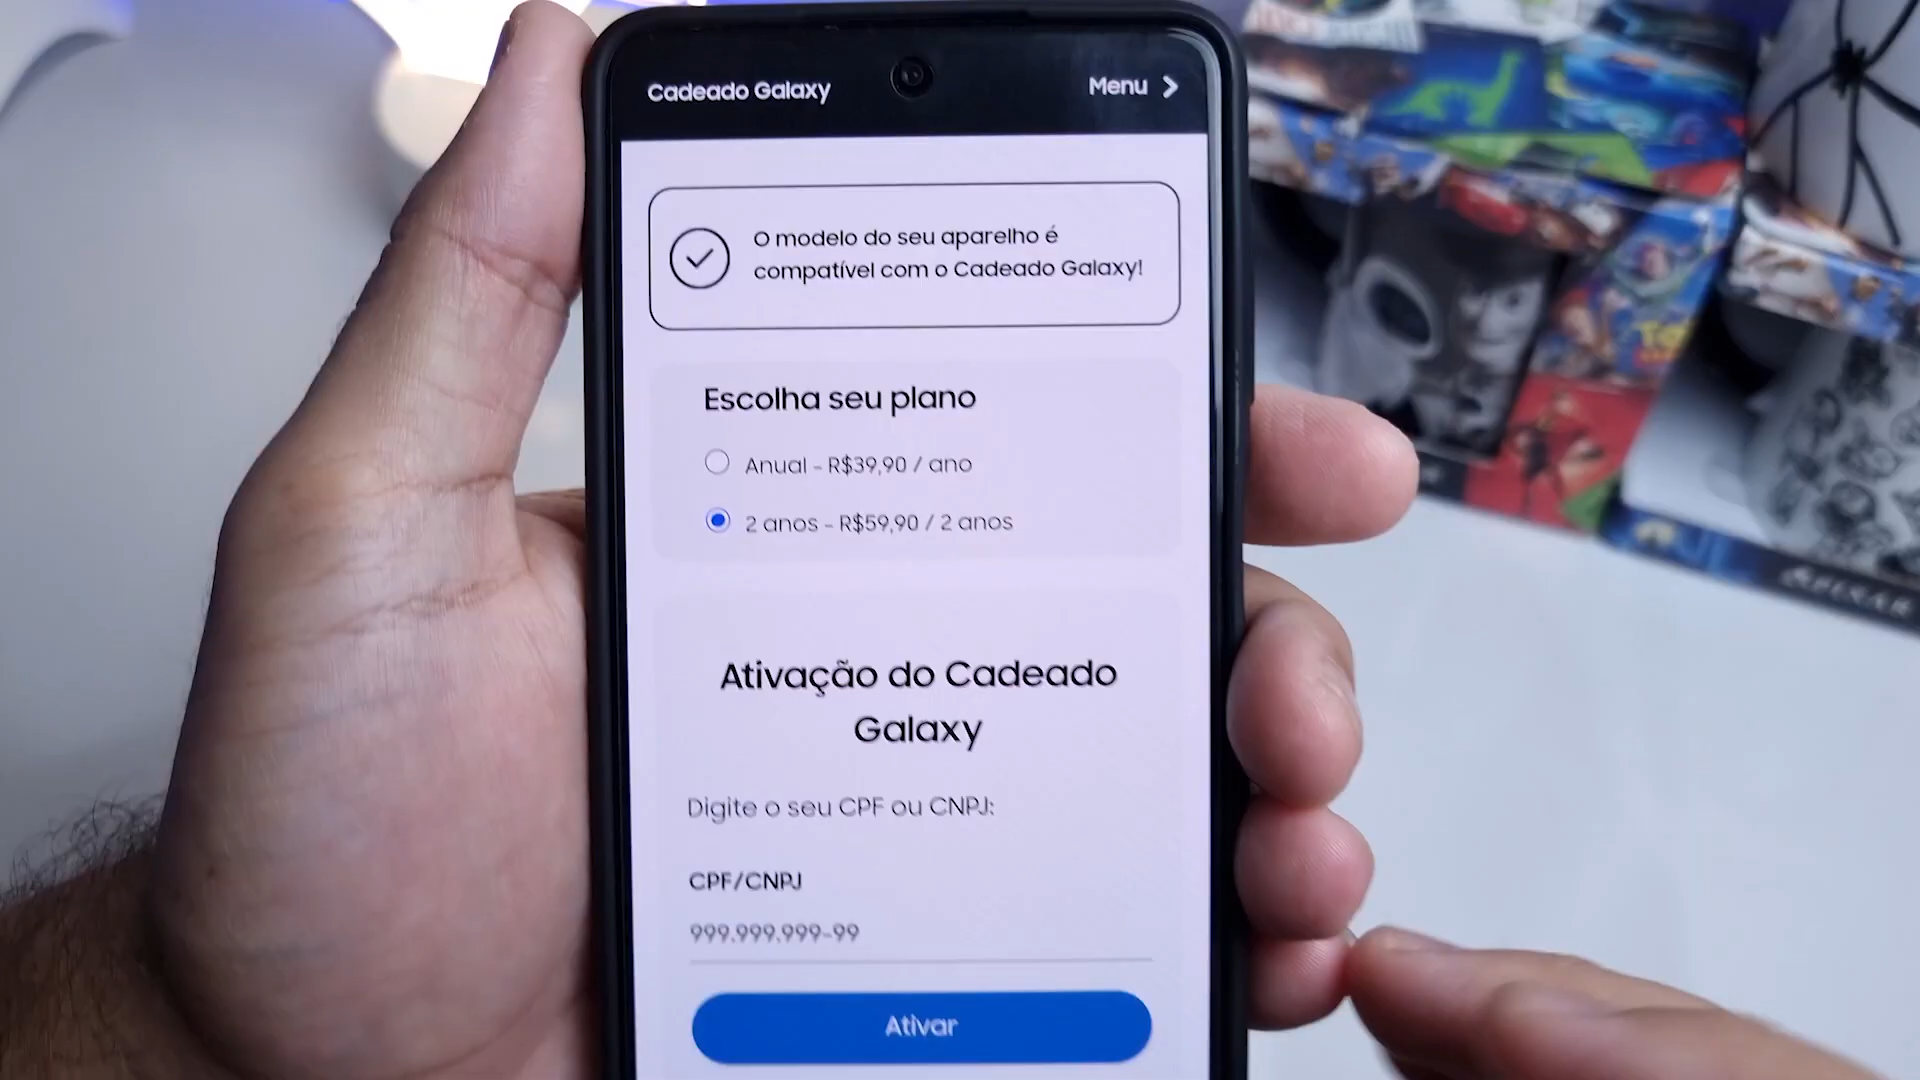 Cadeado Galaxy
Menu
O modelo do seu aparelho é
compatível com o Cadeado Galaxy!
Escolha seu plano
Anual - R$39,90 / ano
2 anos - R$59,90 / 2 anos
Ativação do Cadeado
Galaxy
Digite o seu CPF ou CNPJ:
CPF/CNPJ
999.999.999-99
Ativar
PIXAR